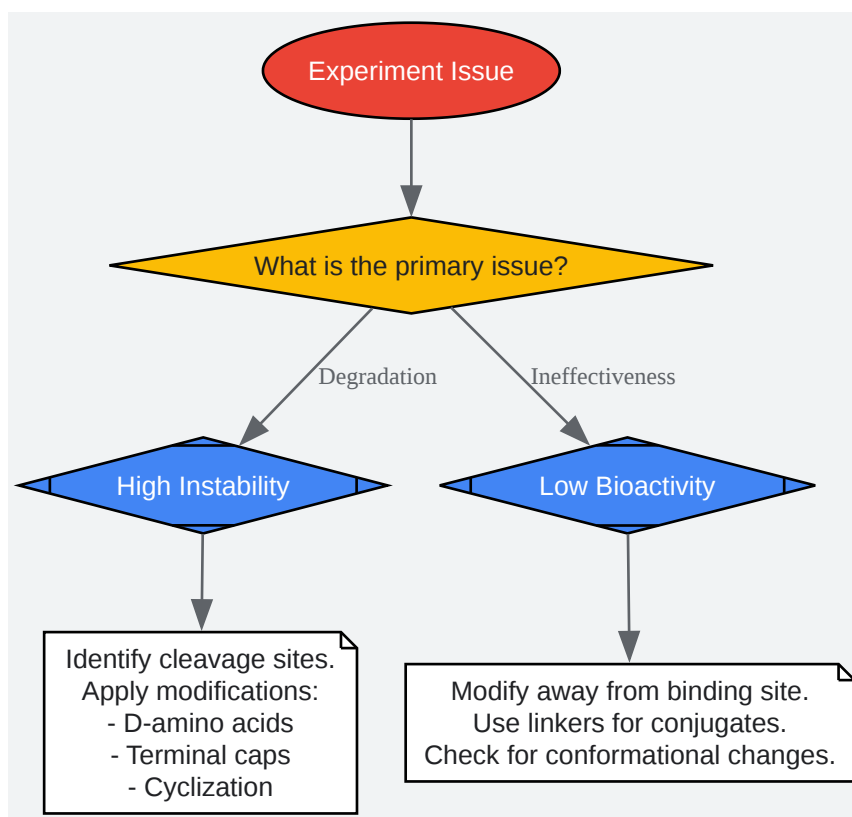 Experiment Issue
What is the primary issue?
Degradation
Ineffectiveness
High Instability
Low Bioactivity
Identify cleavage sites.
Apply modifications:
- D-amino acids
- Terminal caps
- Cyclization
Modify away from binding site.
Use linkers for conjugates.
Check for conformational changes.